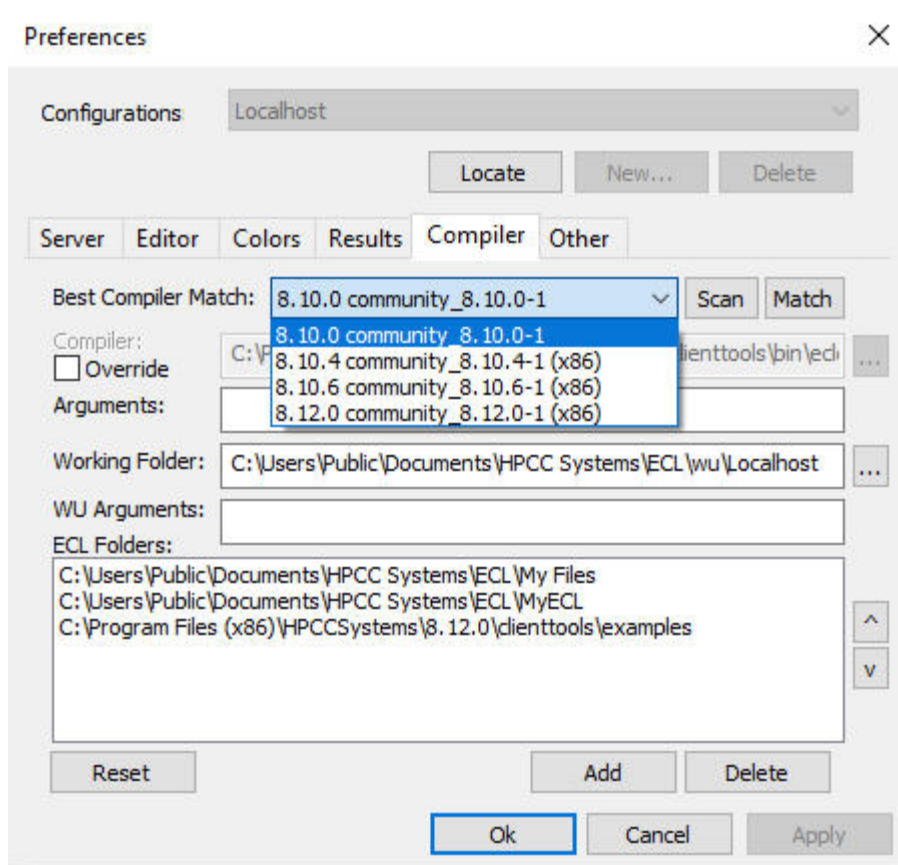 Preferences
Configurations Localhost
Locate New... Delete
Server Editor Colors Results Compiler Other
Best Compiler Match: 8.10.0 community_8.10.0-1 Scan Match
8.10.0 community_8.10.0-1
Compiler:
Override ...
8.10.4 community_8.10.4-1 (x86)
8.10.6 community_8.10.6-1 (x86)
Arguments:
8.12.0 community_8.12.0-1 (x86)
Working Folder: C:\Users\Public\Documents\HPCC Systems\ECL\wu\Localhost ...
WU Arguments:
ECL Folders:
C:\Users\Public\Documents\HPCC Systems\ECL\My Files
C:\Users\Public\Documents\HPCC Systems\ECL\MyECL
C:\Program Files (x86)\HPCCSystems\8.12.0\clienttools\examples
^
v
Reset Add Delete
Ok Cancel Apply